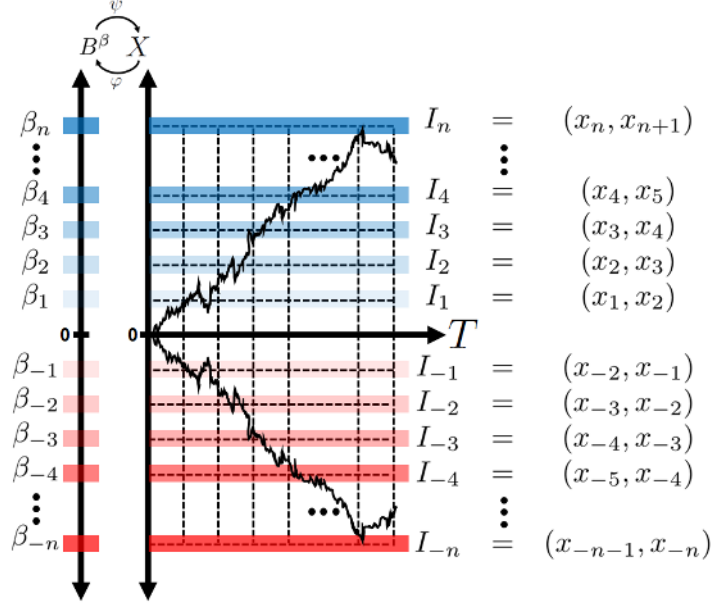 ψ
B^β X
φ
β_n I_n = (x_n, x_{n+1})
β_4 I_4 = (x_4, x_5)
β_3 I_3 = (x_3, x_4)
β_2 I_2 = (x_2, x_3)
β_1 I_1 = (x_1, x_2)
0 0 T
β_{-1} I_{-1} = (x_{-2}, x_{-1})
β_{-2} I_{-2} = (x_{-3}, x_{-2})
β_{-3} I_{-3} = (x_{-4}, x_{-3})
β_{-4} I_{-4} = (x_{-5}, x_{-4})
β_{-n} I_{-n} = (x_{-n-1}, x_{-n})